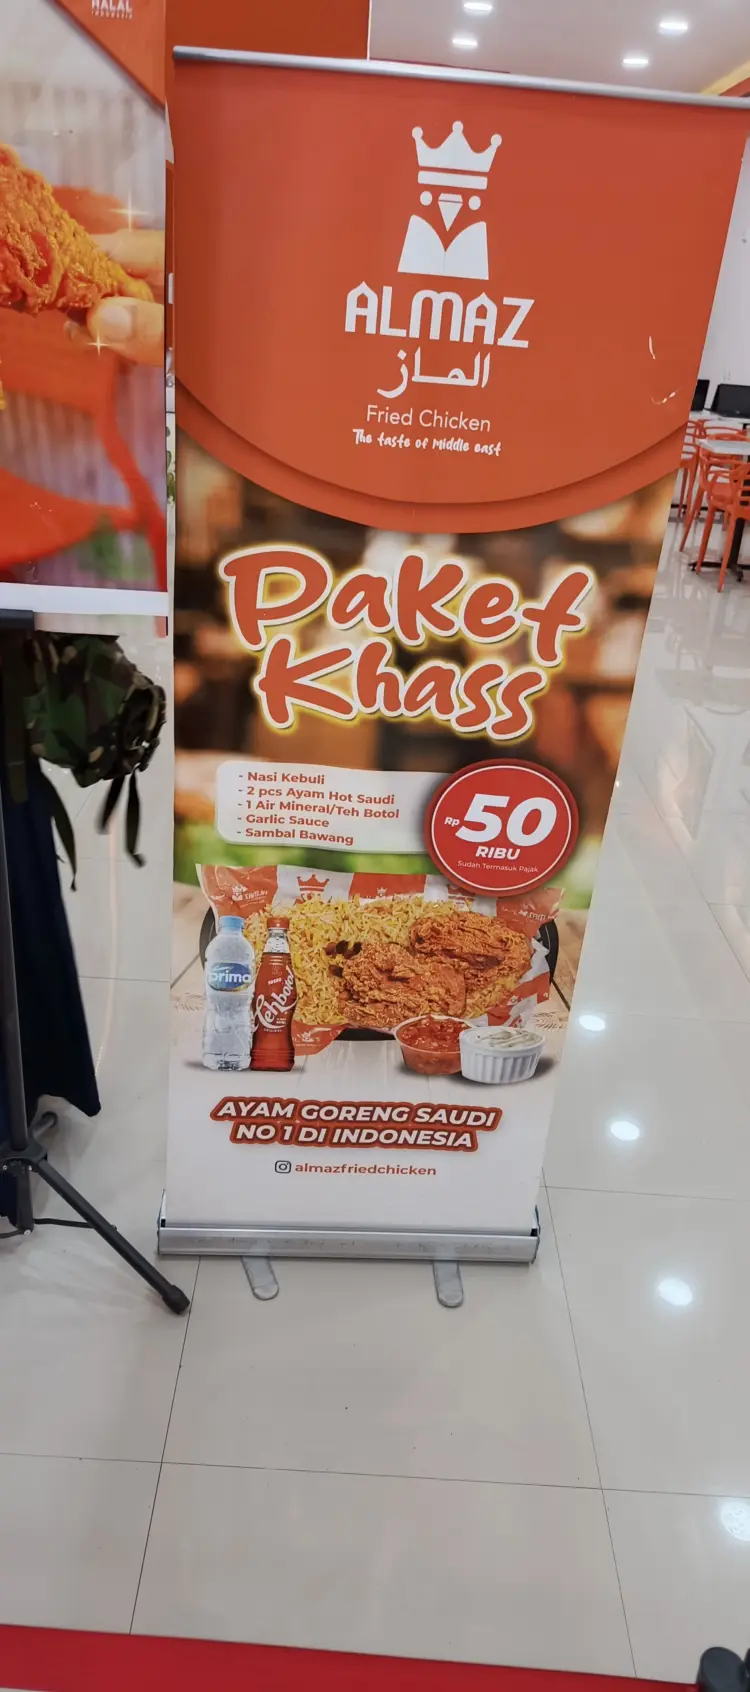 HALAL
INDONESIA
ALMAZ
الماز
Fried Chicken
The taste of Middle east
Paket
Khass
- Nasi Kebuli
- 2 pcs Ayam Hot Saudi
- 1 Air Mineral/Teh Botol
- Garlic Sauce
- Sambal Bawang
Rp 50
RIBU
Sudah Termasuk Pajak
prima
Tehbotol
AYAM GORENG SAUDI
NO 1 DI INDONESIA
almazfriedchicken